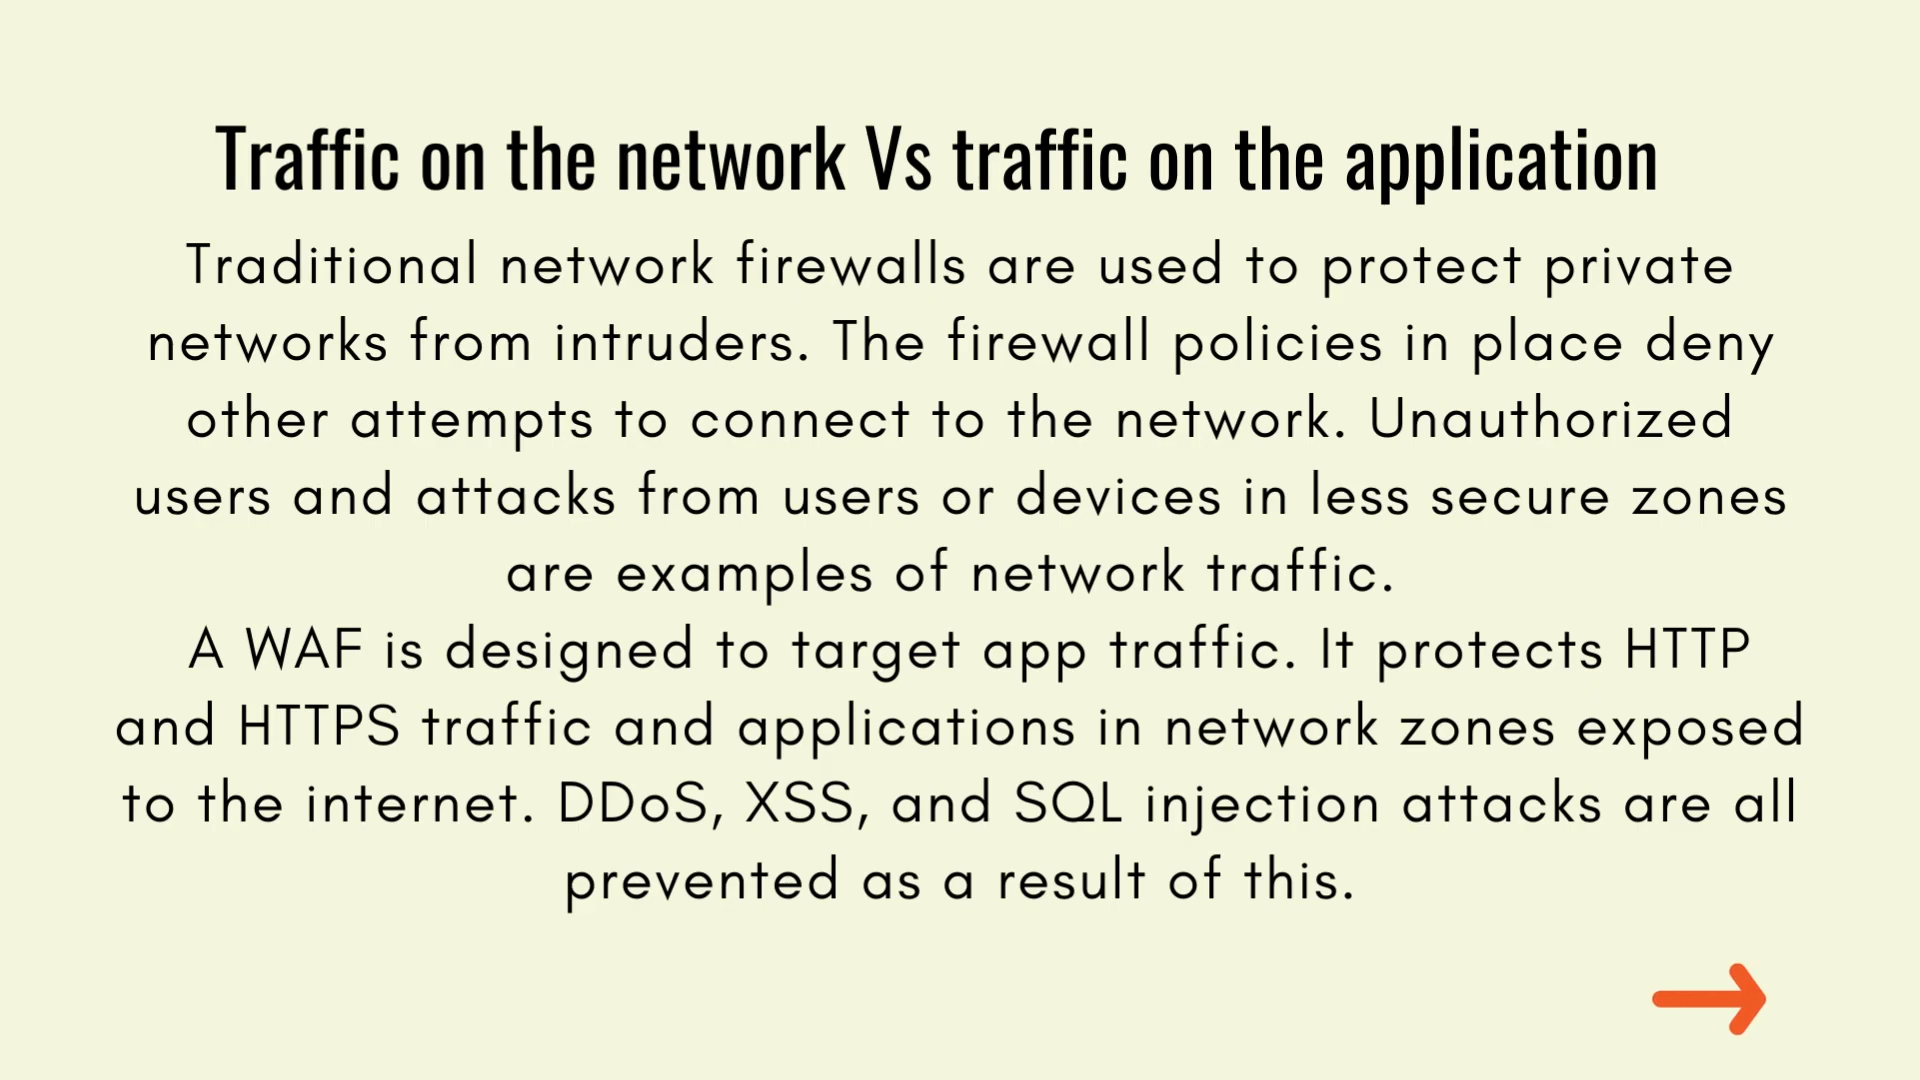 Traffic on the network Vs traffic on the application
Traditional network firewalls are used to protect private
networks from intruders. The firewall policies in place deny
other attempts to connect to the network. Unauthorized
users and attacks from users or devices in less secure zones
are examples of network traffic.
A WAF is designed to target app traffic. It protects HTTP
and HTTPS traffic and applications in network zones exposed
to the internet. DDoS, XSS, and SQL injection attacks are all
prevented as a result of this.